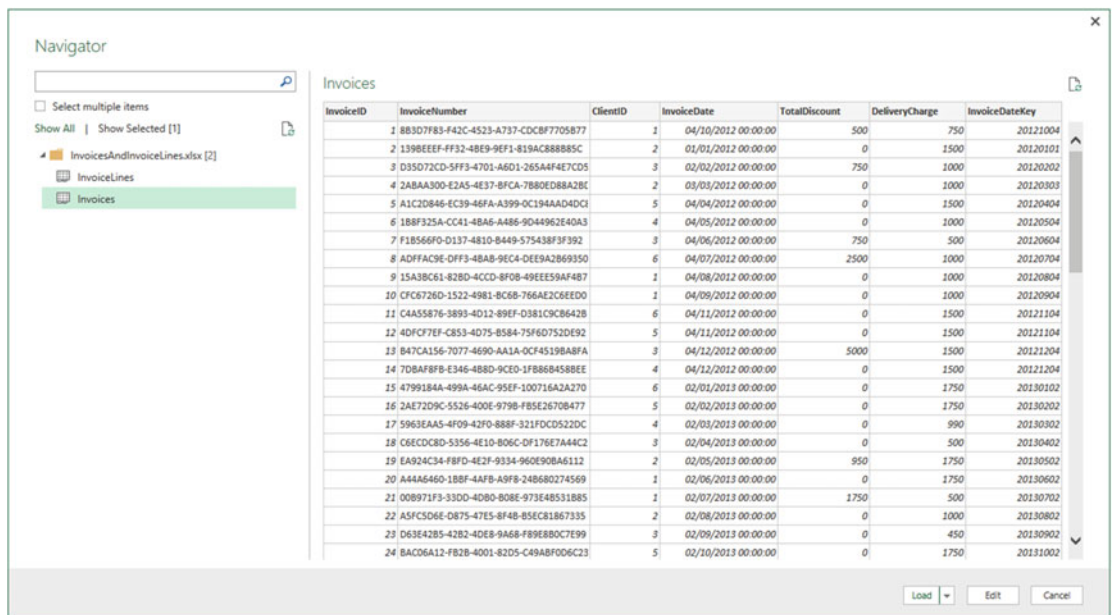 Navigator
Select multiple items
Show All | Show Selected [1]
InvoicesAndInvoiceLines.xlsx [2]
InvoiceLines
Invoices
Invoices
InvoiceID InvoiceNumber ClientID InvoiceDate TotalDiscount DeliveryCharge InvoiceDateKey
1 8B3D7F83-F42C-4523-A737-CDCBF7705B77 1 04/10/2012 00:00:00 500 750 20121004
2 139BEEEF-FF32-4BE9-9EF1-819AC888B85C 2 01/01/2012 00:00:00 0 1500 20120101
3 D35D72CD-5FF3-4701-A6D1-265A4F4E7CD5 3 02/02/2012 00:00:00 750 1000 20120202
4 2ABAA300-E2A5-4E37-BFCA-7B80ED88A2BD 2 03/03/2012 00:00:00 0 1000 20120303
5 A1C2D846-EC39-46FA-A399-0C194AAD4DC 5 04/04/2012 00:00:00 0 1500 20120404
6 1B8F325A-CC41-4BA6-A486-9D44962E40A3 4 04/05/2012 00:00:00 0 1000 20120504
7 F1B566F0-D137-4810-B449-575438F3F392 3 04/06/2012 00:00:00 750 500 20120604
8 ADFFAC9E-DFF3-4BAB-9EC4-DEE9A2B69350 6 04/07/2012 00:00:00 2500 1000 20120704
9 15A3BC61-82BD-4CCD-8F0B-49EEE59AF4B7 1 04/08/2012 00:00:00 0 1000 20120804
10 CFC6726D-1522-4981-BC6B-766AE2C6EED0 1 04/09/2012 00:00:00 0 1000 20120904
11 C4A55876-3893-4D12-89EF-D381C9CB642B 6 04/11/2012 00:00:00 0 1500 20121104
12 4DFCF7EF-C853-4D75-B584-75F6D752DE92 5 04/11/2012 00:00:00 0 1500 20121104
13 B47CA156-7077-4690-AA1A-0CF4519BA8FA 3 04/12/2012 00:00:00 5000 1500 20121204
14 7DBAF8FB-E346-4B8D-9CE0-1FB86B458BEE 4 04/12/2012 00:00:00 0 1500 20121204
15 4799184A-499A-46AC-95EF-100716A2A270 6 02/01/2013 00:00:00 0 1750 20130102
16 2AE72D9C-5526-400E-979B-FB5E2670B477 5 02/02/2013 00:00:00 0 1750 20130202
17 5963EAA5-4F09-42F0-888F-321FDCD522DC 4 02/03/2013 00:00:00 0 990 20130302
18 C6ECDC8D-5356-4E10-B06C-DF176E7A44C2 3 02/04/2013 00:00:00 0 500 20130402
19 EA924C34-F8FD-4E2F-9334-960E90BA6112 2 02/05/2013 00:00:00 950 1750 20130502
20 A44A6460-1BBF-4AFB-A9F8-24B680274569 1 02/06/2013 00:00:00 0 1750 20130602
21 00B971F3-33DD-4DB0-B08E-973E4B531B85 1 02/07/2013 00:00:00 1750 500 20130702
22 A5FC5D6E-D875-47E5-8F4B-B5EC81867335 2 02/08/2013 00:00:00 0 1000 20130802
23 D63E42B5-42B2-4DE8-9A68-F89E8B0C7E99 3 02/09/2013 00:00:00 0 450 20130902
24 BAC06A12-FB2B-4001-82D5-C49ABF0D6C23 5 02/10/2013 00:00:00 0 1750 20131002
Load Edit Cancel